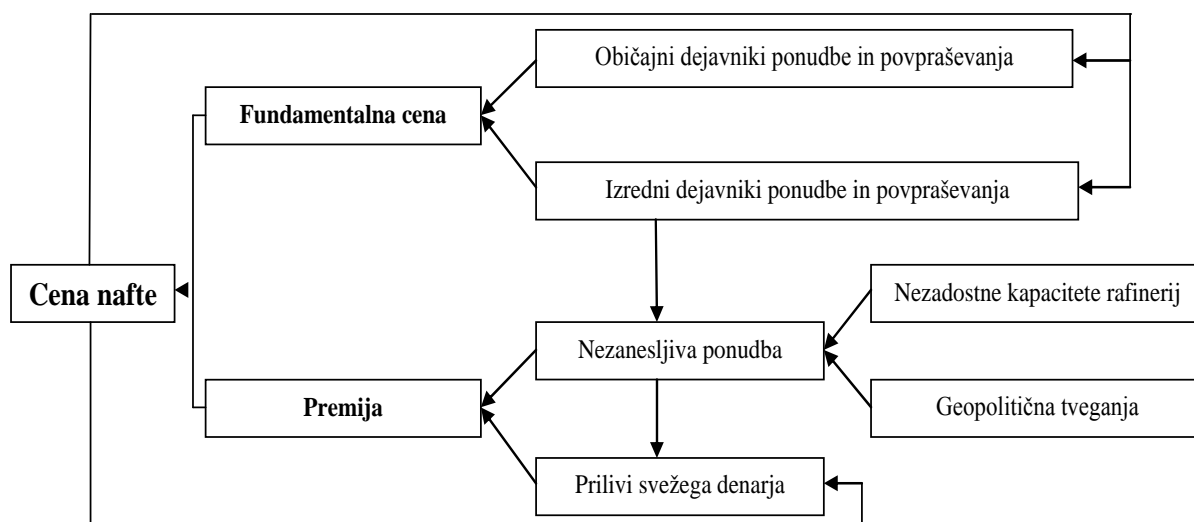 Običajni dejavniki ponudbe in povpraševanja
Fundamentalna cena
Izredni dejavniki ponudbe in povpraševanja
Cena nafte
Nezadostne kapacitete rafinerij
Nezanesljiva ponudba
Premija
Geopolitična tveganja
Prilivi svežega denarja